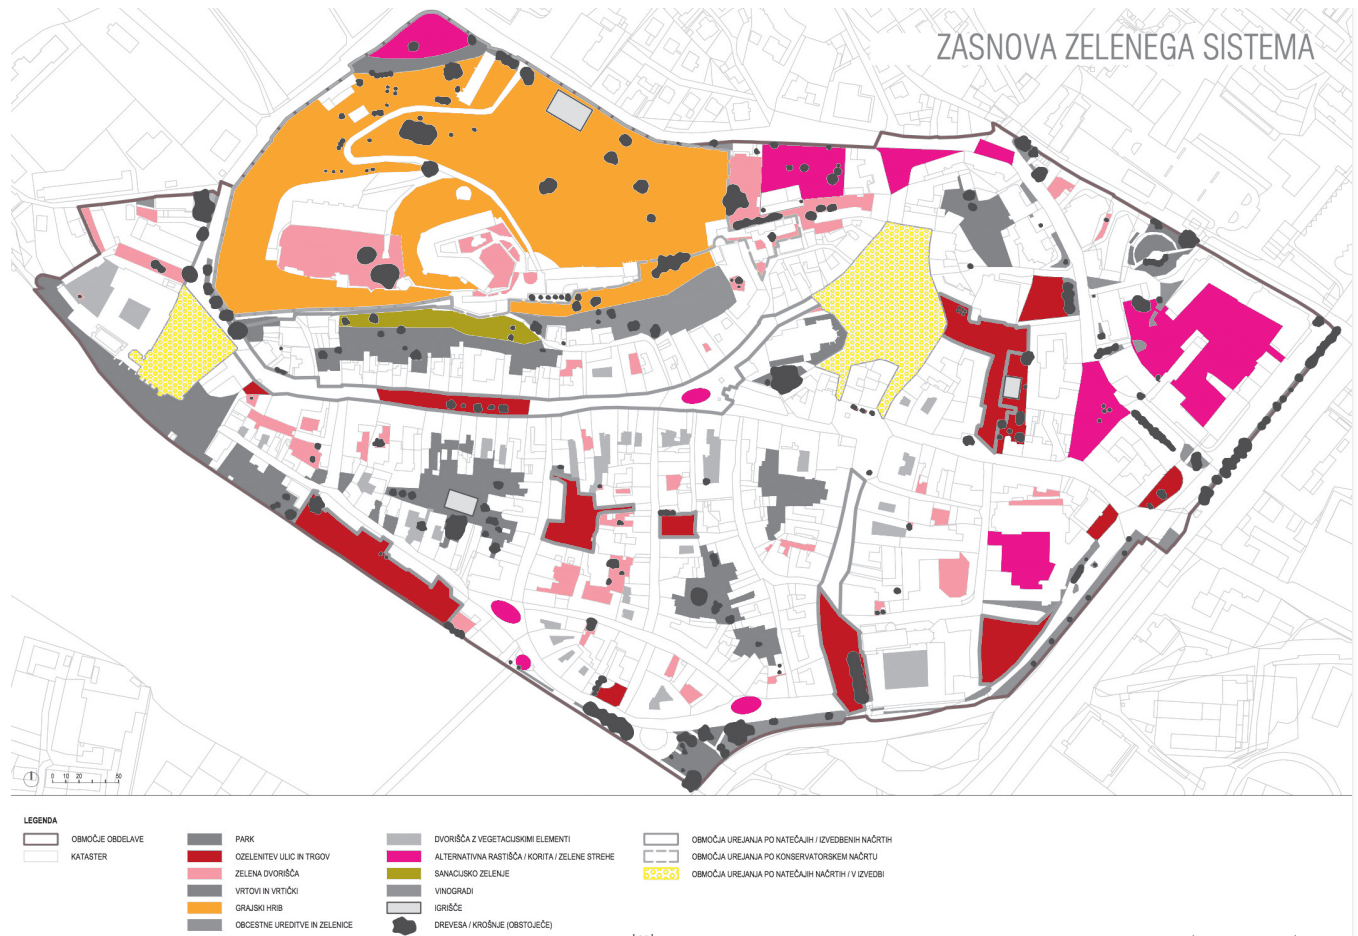 ZASNOVA ZELENEGA SISTEMA
0 10 20 50
LEGENDA
OBMOČJE OBDELAVE
KATASTER
PARK
OZELENITEV ULIC IN TRGOV
ZELENA DVORIŠČA
VRTOVI IN VRTIČKI
GRAJSKI HRIB
OBCESTNE UREDITVE IN ZELENICE
DVORIŠČA Z VEGETACIJSKIMI ELEMENTI
ALTERNATIVNA RASTIŠČA / KORITA / ZELENE STREHE
SANACIJSKO ZELENJE
VINOGRADI
IGRIŠČE
DREVESA / KROŠNJE (OBSTOJEČE)
OBMOČJA UREJANJA PO NATEČAJIH / IZVEDBENIH NAČRTIH
OBMOČJA UREJANJA PO KONSERVATORSKEM NAČRTU
OBMOČJA UREJANJA PO NATEČAJIH NAČRTIH / V IZVEDBI